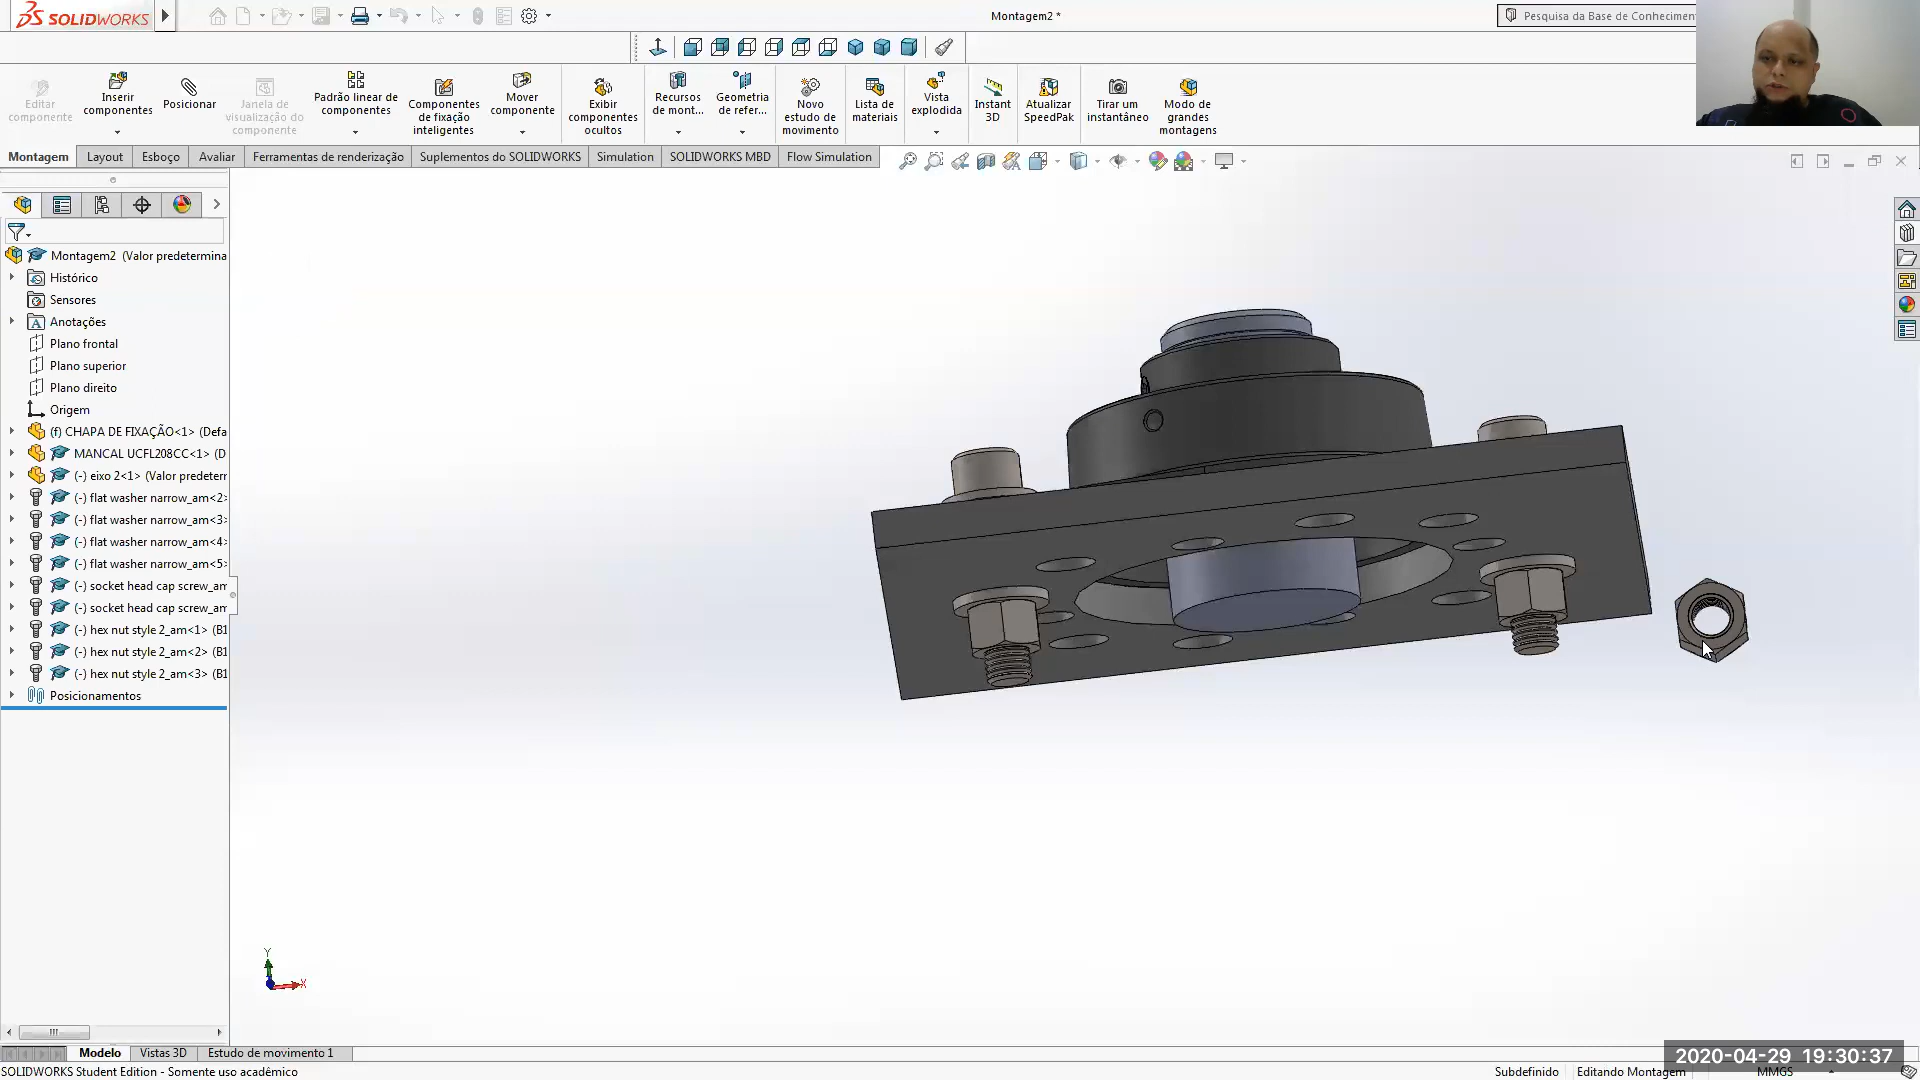 SOLIDWORKS
Montagem2 *
Pesquisa da Base de Conheciment
Editar
componente
Inserir
componentes
Posicionar
Janela de
visualização do
componente
Padrão linear de
componentes
Componentes
de fixação
inteligentes
Mover
componente
Exibir
componentes
ocultos
Recursos
de mont...
Geometria
de refer...
Novo
estudo de
movimento
Lista de
materiais
Vista
explodida
Instant
3D
Atualizar
SpeedPak
Tirar um
instantâneo
Modo de
grandes
montagens
Montagem
Layout
Esboço
Avaliar
Ferramentas de renderização
Suplementos do SOLIDWORKS
Simulation
SOLIDWORKS MBD
Flow Simulation
Montagem2 (Valor predetermina
Histórico
Sensores
Anotações
Plano frontal
Plano superior
Plano direito
Origem
(f) CHAPA DE FIXAÇÃO<1> (Defa
MANCAL UCFL208CC<1> (D
(-) eixo 2<1> (Valor predeterr
(-) flat washer narrow_am<2>
(-) flat washer narrow_am<3>
(-) flat washer narrow_am<4>
(-) flat washer narrow_am<5>
(-) socket head cap screw_am
(-) socket head cap screw_am
(-) hex nut style 2_am<1> (B1
(-) hex nut style 2_am<2> (B1
(-) hex nut style 2_am<3> (B1
Posicionamentos
Y
X
Modelo
Vistas 3D
Estudo de movimento 1
2020-04-29 19:30:37
SOLIDWORKS Student Edition - Somente uso acadêmico
Subdefinido
Editando Montagem
MMGS